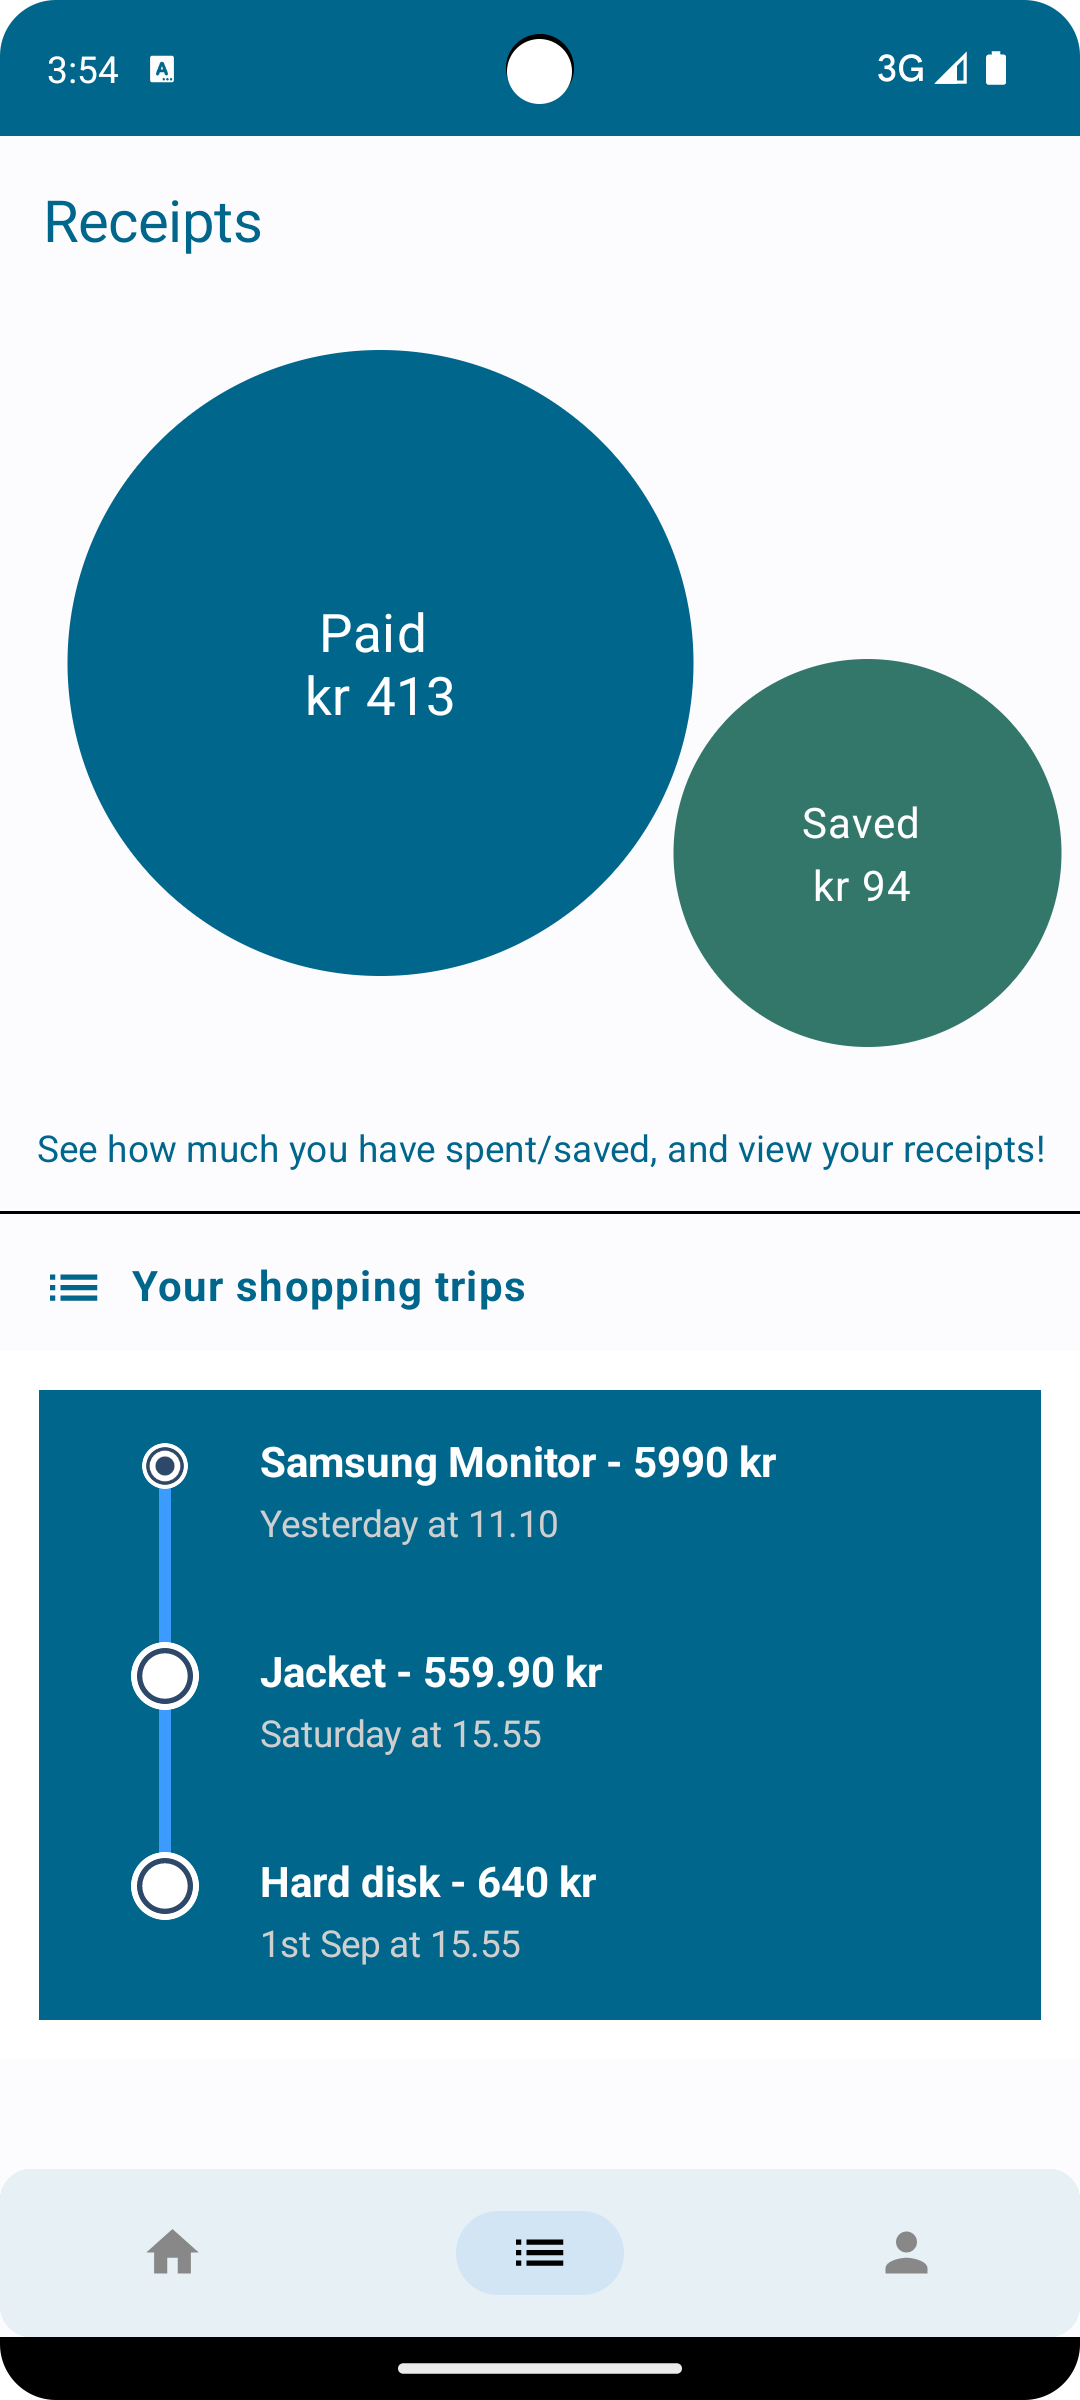 3:54
3G
Receipts
Paid
kr 413
Saved
kr 94
See how much you have spent/saved, and view your receipts!
Your shopping trips
Samsung Monitor - 5990 kr
Yesterday at 11.10
Jacket - 559.90 kr
Saturday at 15.55
Hard disk - 640 kr
1st Sep at 15.55